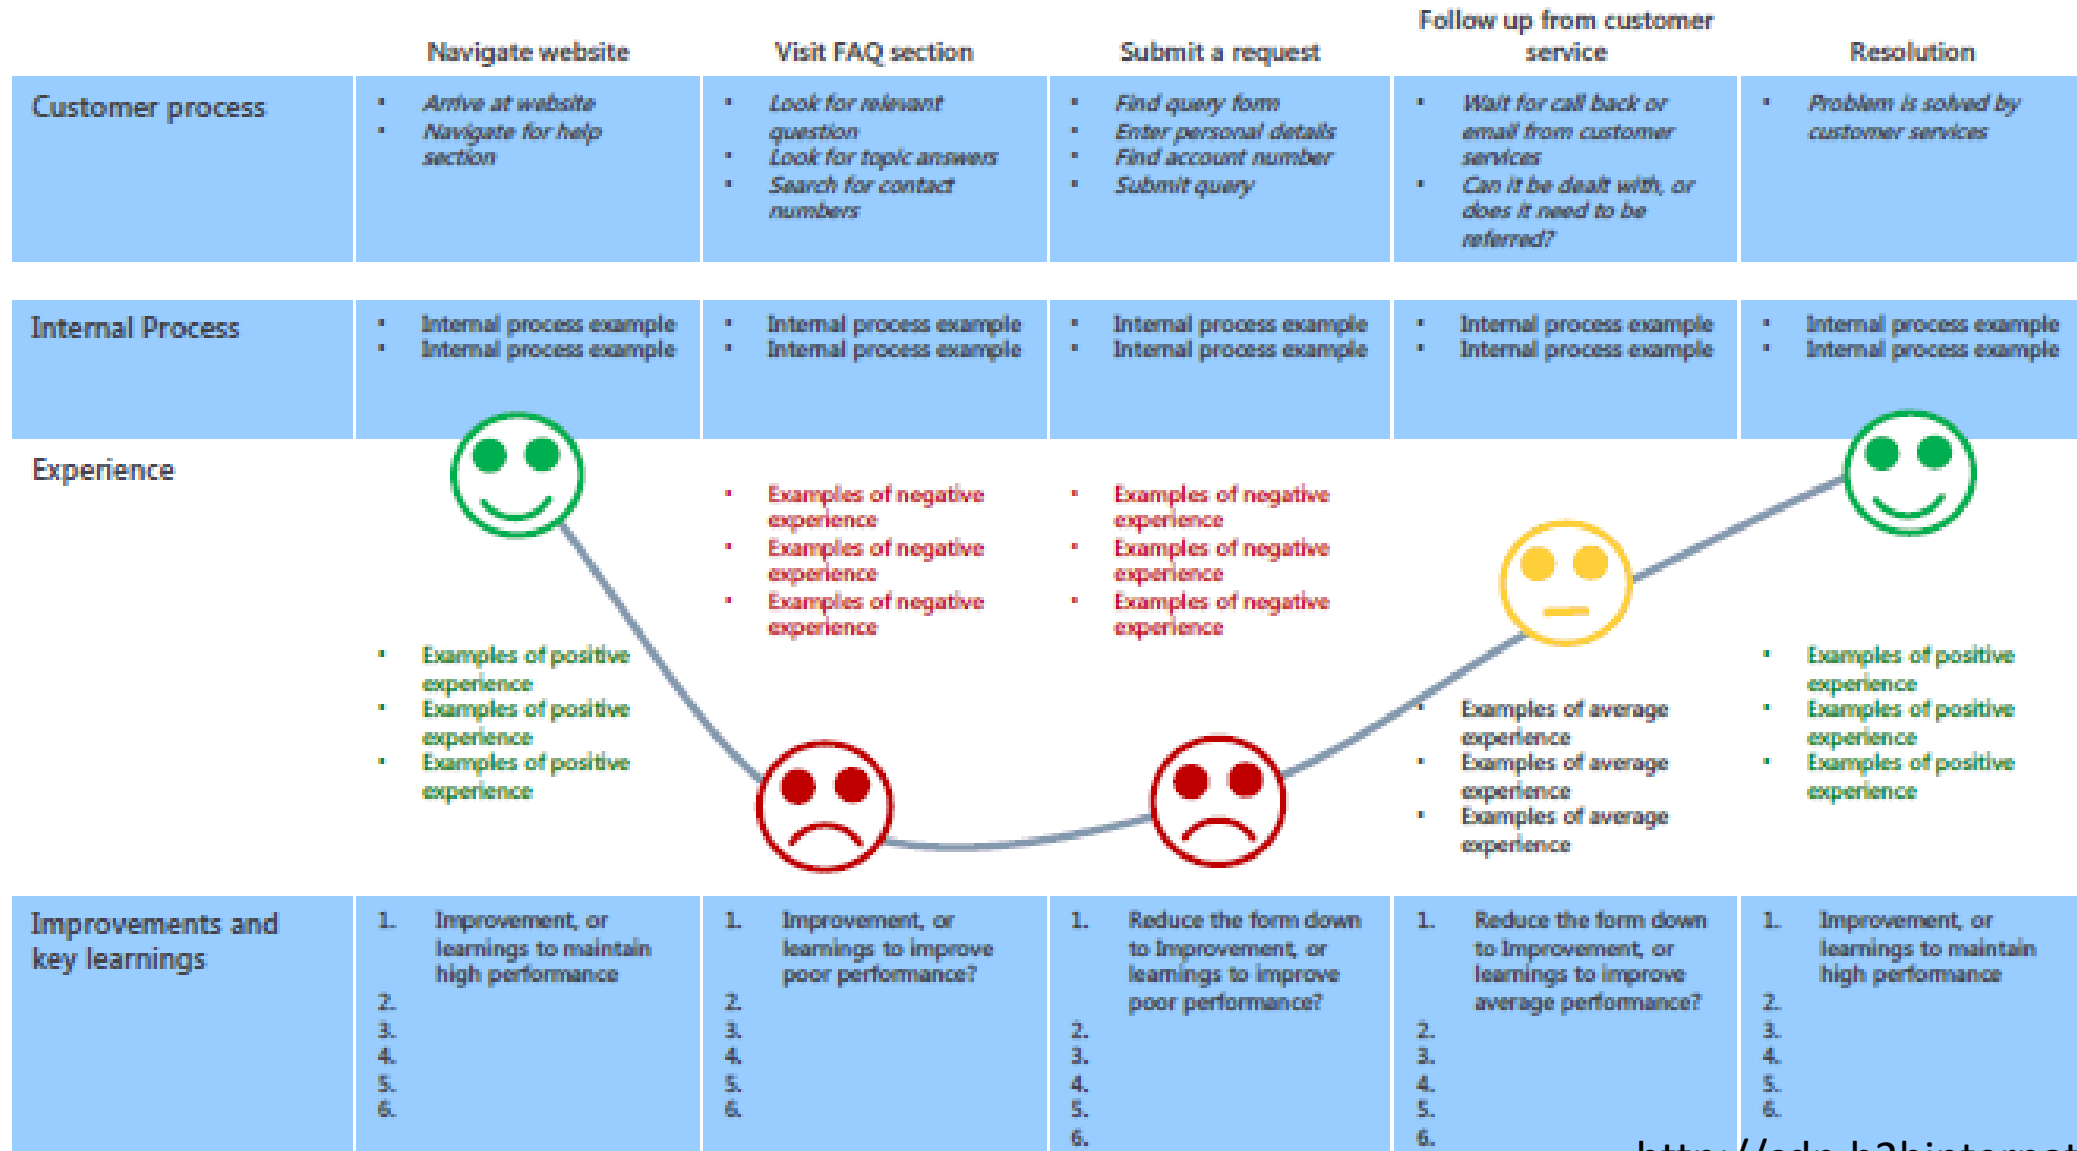 Navigate website
Visit FAQ section
Submit a request
Follow up from customer
service
Resolution
Customer process
▪ Arrive at website
▪ Navigate for help
section
▪ Look for relevant
question
▪ Look for topic answers
▪ Search for contact
numbers
▪ Find query form
▪ Enter personal details
▪ Find account number
▪ Submit query
▪ Wait for call back or
email from customer
services
▪ Can it be dealt with, or
does it need to be
referred?
▪ Problem is solved by
customer services
Internal Process
▪ Internal process example
▪ Internal process example
▪ Internal process example
▪ Internal process example
▪ Internal process example
▪ Internal process example
▪ Internal process example
▪ Internal process example
▪ Internal process example
▪ Internal process example
Experience
▪ Examples of positive
experience
▪ Examples of positive
experience
▪ Examples of positive
experience
▪ Examples of negative
experience
▪ Examples of negative
experience
▪ Examples of negative
experience
▪ Examples of negative
experience
▪ Examples of negative
experience
▪ Examples of negative
experience
▪ Examples of average
experience
▪ Examples of average
experience
▪ Examples of average
experience
▪ Examples of positive
experience
▪ Examples of positive
experience
▪ Examples of positive
experience
Improvements and
key learnings
1. Improvement, or
learnings to maintain
high performance
2.
3.
4.
5.
6.
1. Improvement, or
learnings to improve
poor performance?
2.
3.
4.
5.
6.
1. Reduce the form down
to Improvement, or
learnings to improve
poor performance?
2.
3.
4.
5.
6.
1. Reduce the form down
to Improvement, or
learnings to improve
average performance?
2.
3.
4.
5.
6.
1. Improvement, or
learnings to maintain
high performance
2.
3.
4.
5.
6.